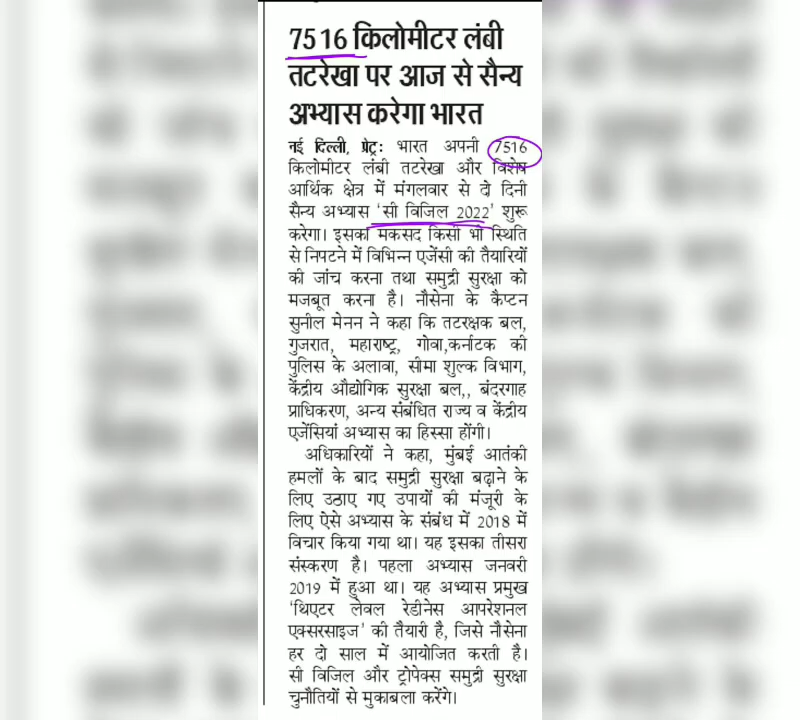 7516 किलोमीटर लंबी
तटरेखा पर आज से सैन्य
अभ्यास करेगा भारत
नई दिल्ली, प्रेट्र: भारत अपनी 7516
किलोमीटर लंबी तटरेखा और विशेष
आर्थिक क्षेत्र में मंगलवार से दो दिनी
सैन्य अभ्यास 'सी विजिल 2022' शुरू
करेगा। इसका मकसद किसी भी स्थिति
से निपटने में विभिन्न एजेंसी की तैयारियों
की जांच करना तथा समुद्री सुरक्षा को
मजबूत करना है। नौसेना के कैप्टन
सुनील मेनन ने कहा कि तटरक्षक बल,
गुजरात, महाराष्ट्र, गोवा,कर्नाटक की
पुलिस के अलावा, सीमा शुल्क विभाग,
केंद्रीय औद्योगिक सुरक्षा बल,, बंदरगाह
प्राधिकरण, अन्य संबंधित राज्य व केंद्रीय
एजेंसियां अभ्यास का हिस्सा होंगी।
अधिकारियों ने कहा, मुंबई आतंकी
हमलों के बाद समुद्री सुरक्षा बढ़ाने के
लिए उठाए गए उपायों की मंजूरी के
लिए ऐसे अभ्यास के संबंध में 2018 में
विचार किया गया था। यह इसका तीसरा
संस्करण है। पहला अभ्यास जनवरी
2019 में हुआ था। यह अभ्यास प्रमुख
'थिएटर लेवल रेडीनेस आपरेशनल
एक्सरसाइज' की तैयारी है, जिसे नौसेना
हर दो साल में आयोजित करती है।
सी विजिल और ट्रोपेक्स समुद्री सुरक्षा
चुनौतियों से मुकाबला करेंगे।